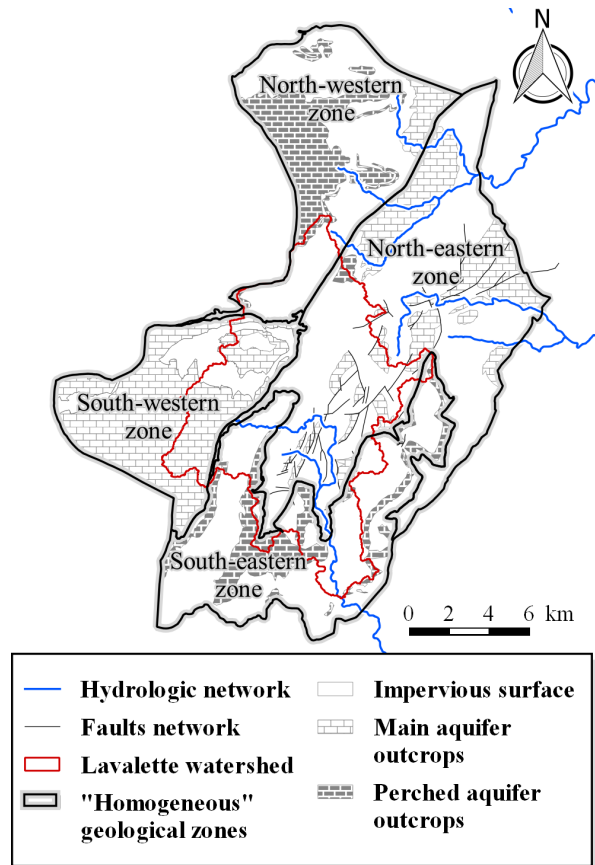 N
North-western
zone
North-eastern
zone
South-western
zone
South-eastern
zone
0 2 4 6 km
Hydrologic network
Faults network
Lavalette watershed
"Homogeneous"
geological zones
Impervious surface
Main aquifer
outcrops
Perched aquifer
outcrops